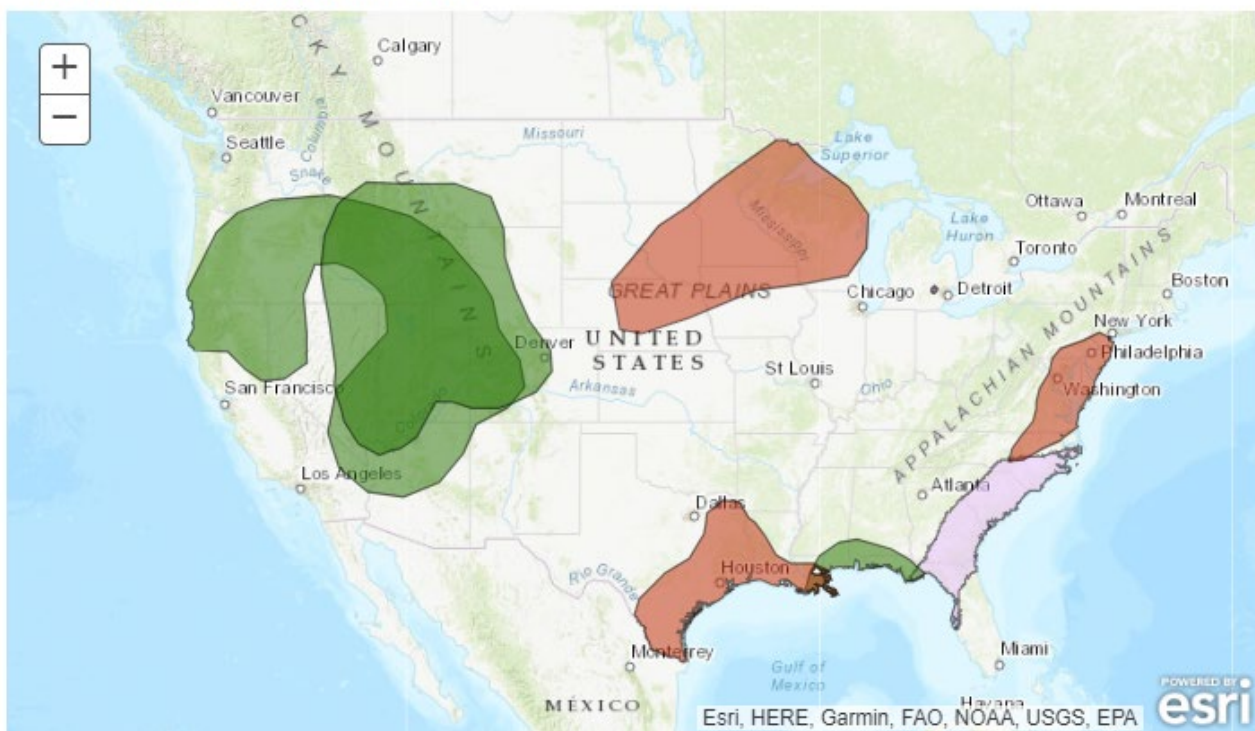 +
−
CKY MOUNTAINS
Calgary
Vancouver
Columbia
Seattle
Snake
Missouri
Lake
Superior
Mississippi
Ottawa
Montreal
Lake
Huron
Toronto
GREAT PLAINS
Chicago
Detroit
Boston
APPALACHIAN MOUNTAINS
New York
UNITED
STATES
Denver
Philadelphia
St Louis
San Francisco
Arkansas
Ohio
Washington
Los Angeles
Atlanta
Dallas
Rio Grande
Houston
Monterrey
Miami
Gulf of
Mexico
MÉXICO
Havana
Esri, HERE, Garmin, FAO, NOAA, USGS, EPA
POWERED BY
esri